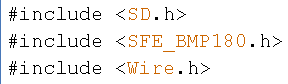 #include <SD.h>
#include <SFE_BMP180.h>
#include <Wire.h>